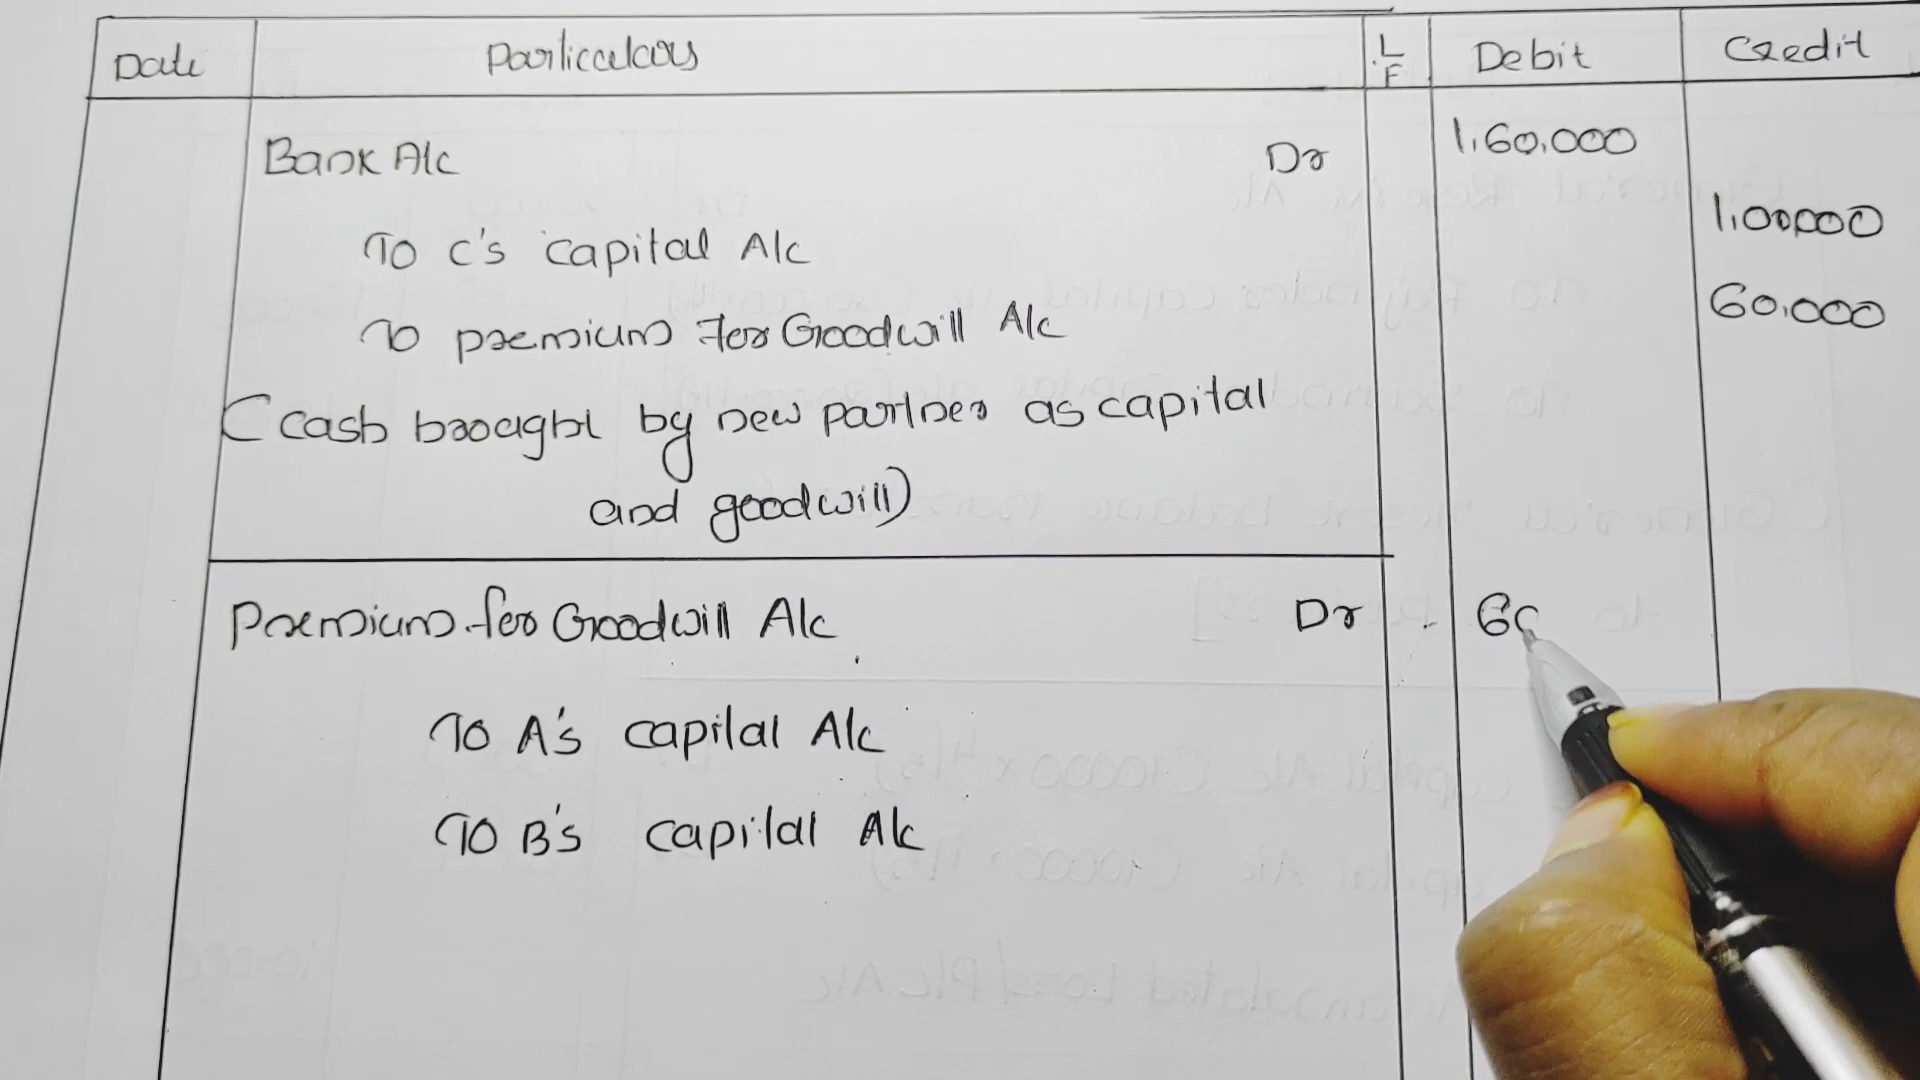 Date Particulars L.F Debit Credit
Bank A/c Dr 1,60,000
To C's capital A/c 1,00,000
To premium for Goodwill A/c 60,000
(cash brought by new partner as capital
and goodwill)
Premium for Goodwill A/c Dr 60
To A's capital A/c
To B's capital A/c